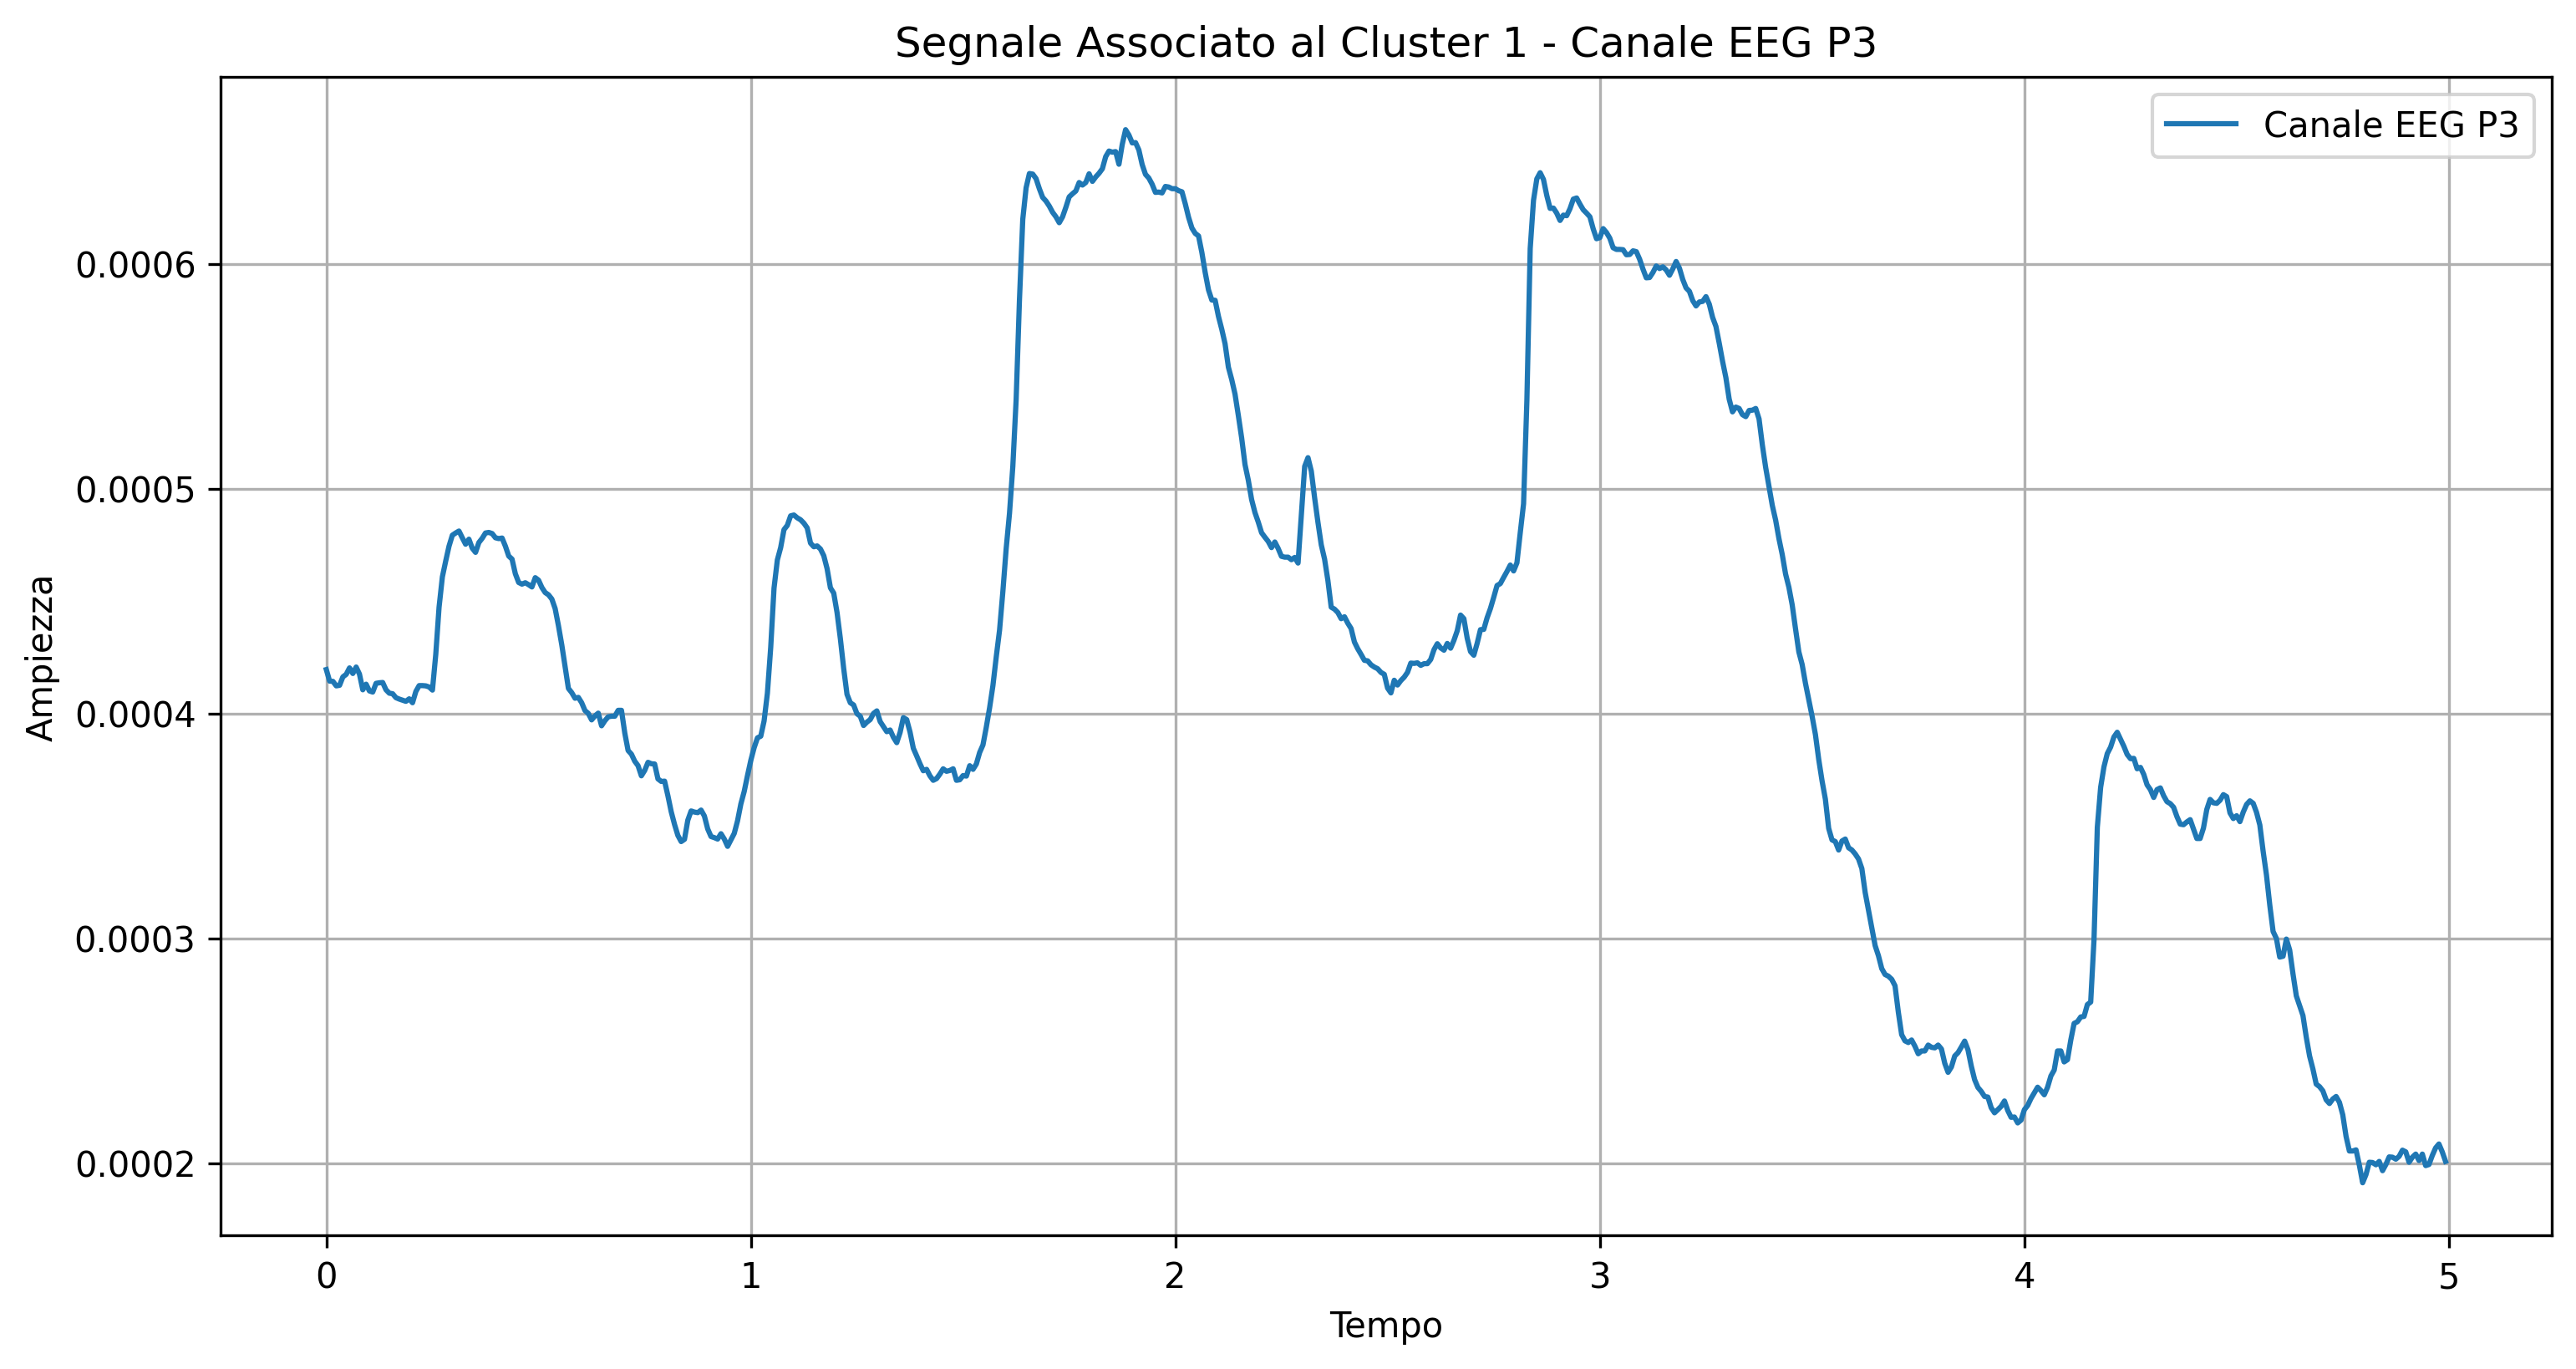 Segnale Associato al Cluster 1 - Canale EEG P3
Canale EEG P3
Ampiezza
0.0006
0.0005
0.0004
0.0003
0.0002
0 1 2 3 4 5
Tempo